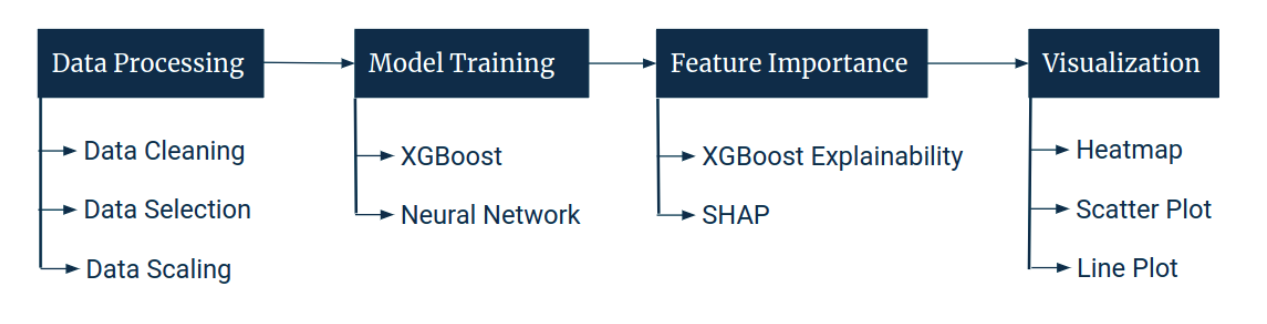 Data Processing
Data Cleaning
Data Selection
Data Scaling
Model Training
XGBoost
Neural Network
Feature Importance
XGBoost Explainability
SHAP
Visualization
Heatmap
Scatter Plot
Line Plot